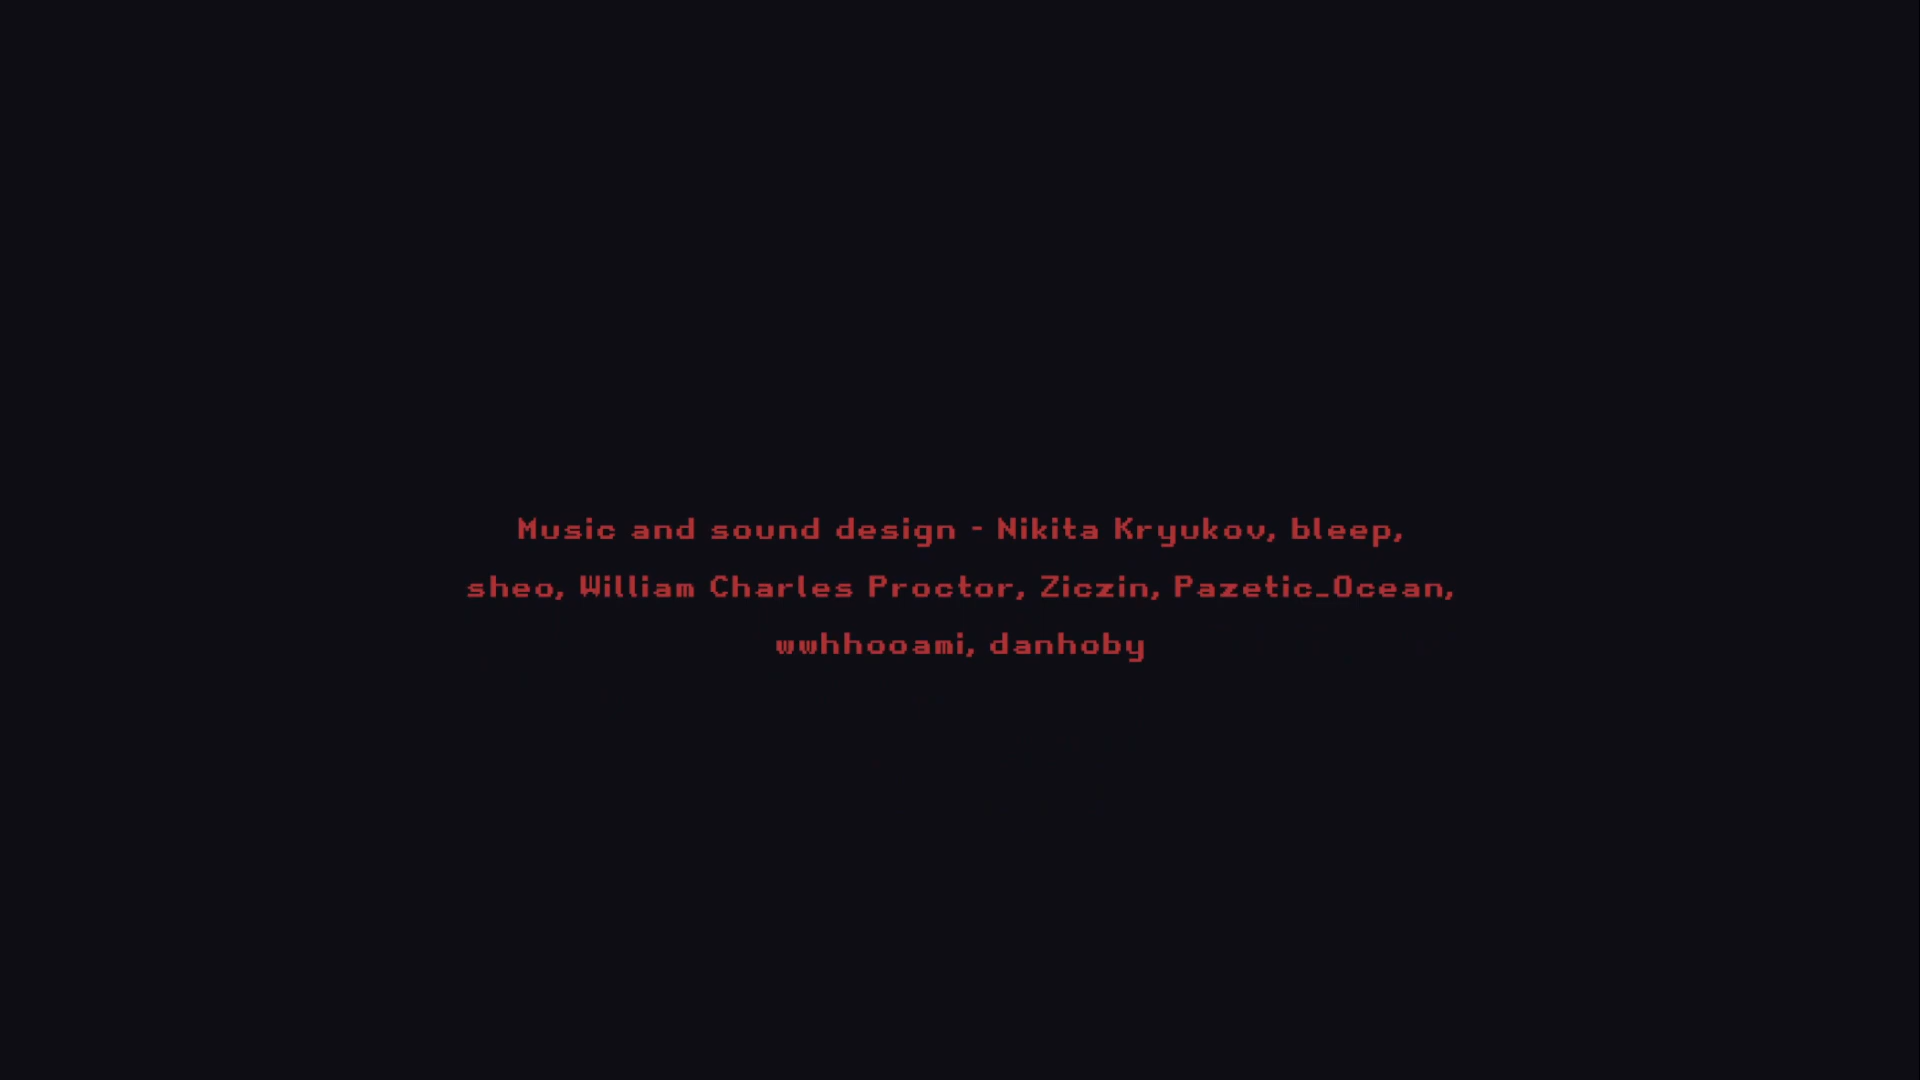 Music and sound design - Nikita Kryukov, bleep,
sheo, William Charles Proctor, Ziczin, Pazetic_Ocean,
wwhhooami, danhoby